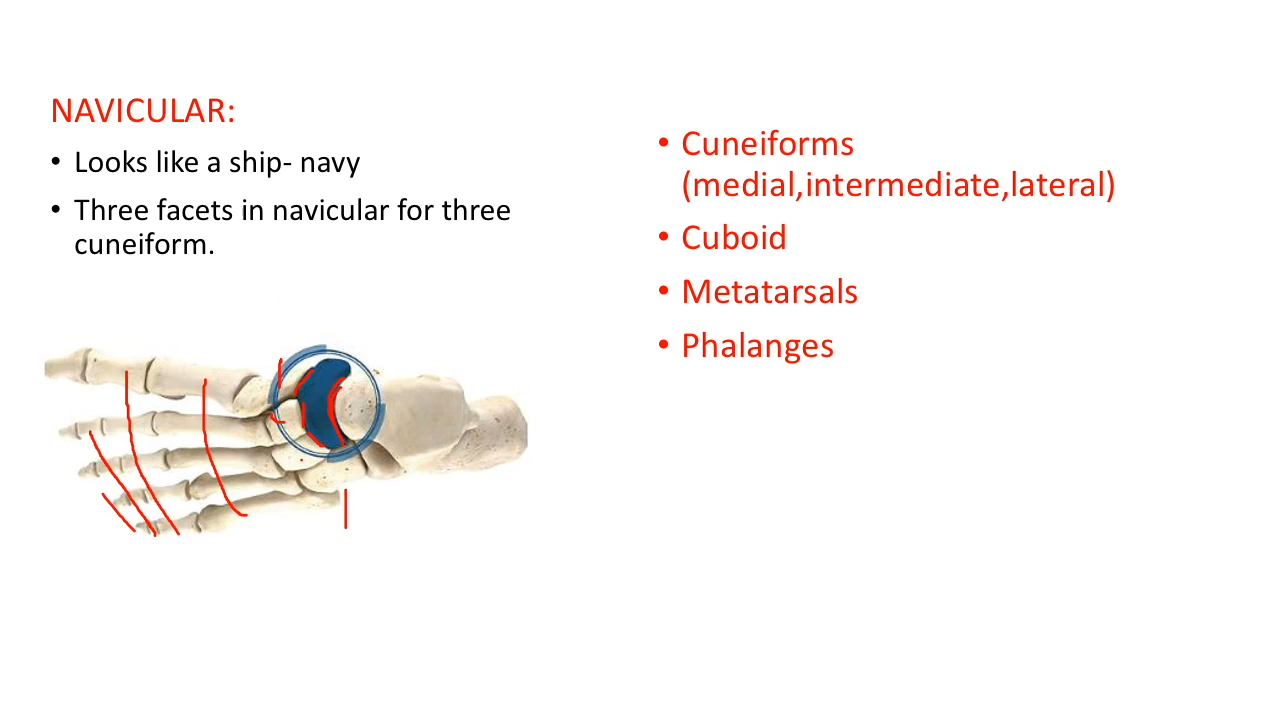 NAVICULAR:
• Looks like a ship- navy
• Three facets in navicular for three
cuneiform.
• Cuneiforms
(medial,intermediate,lateral)
• Cuboid
• Metatarsals
• Phalanges